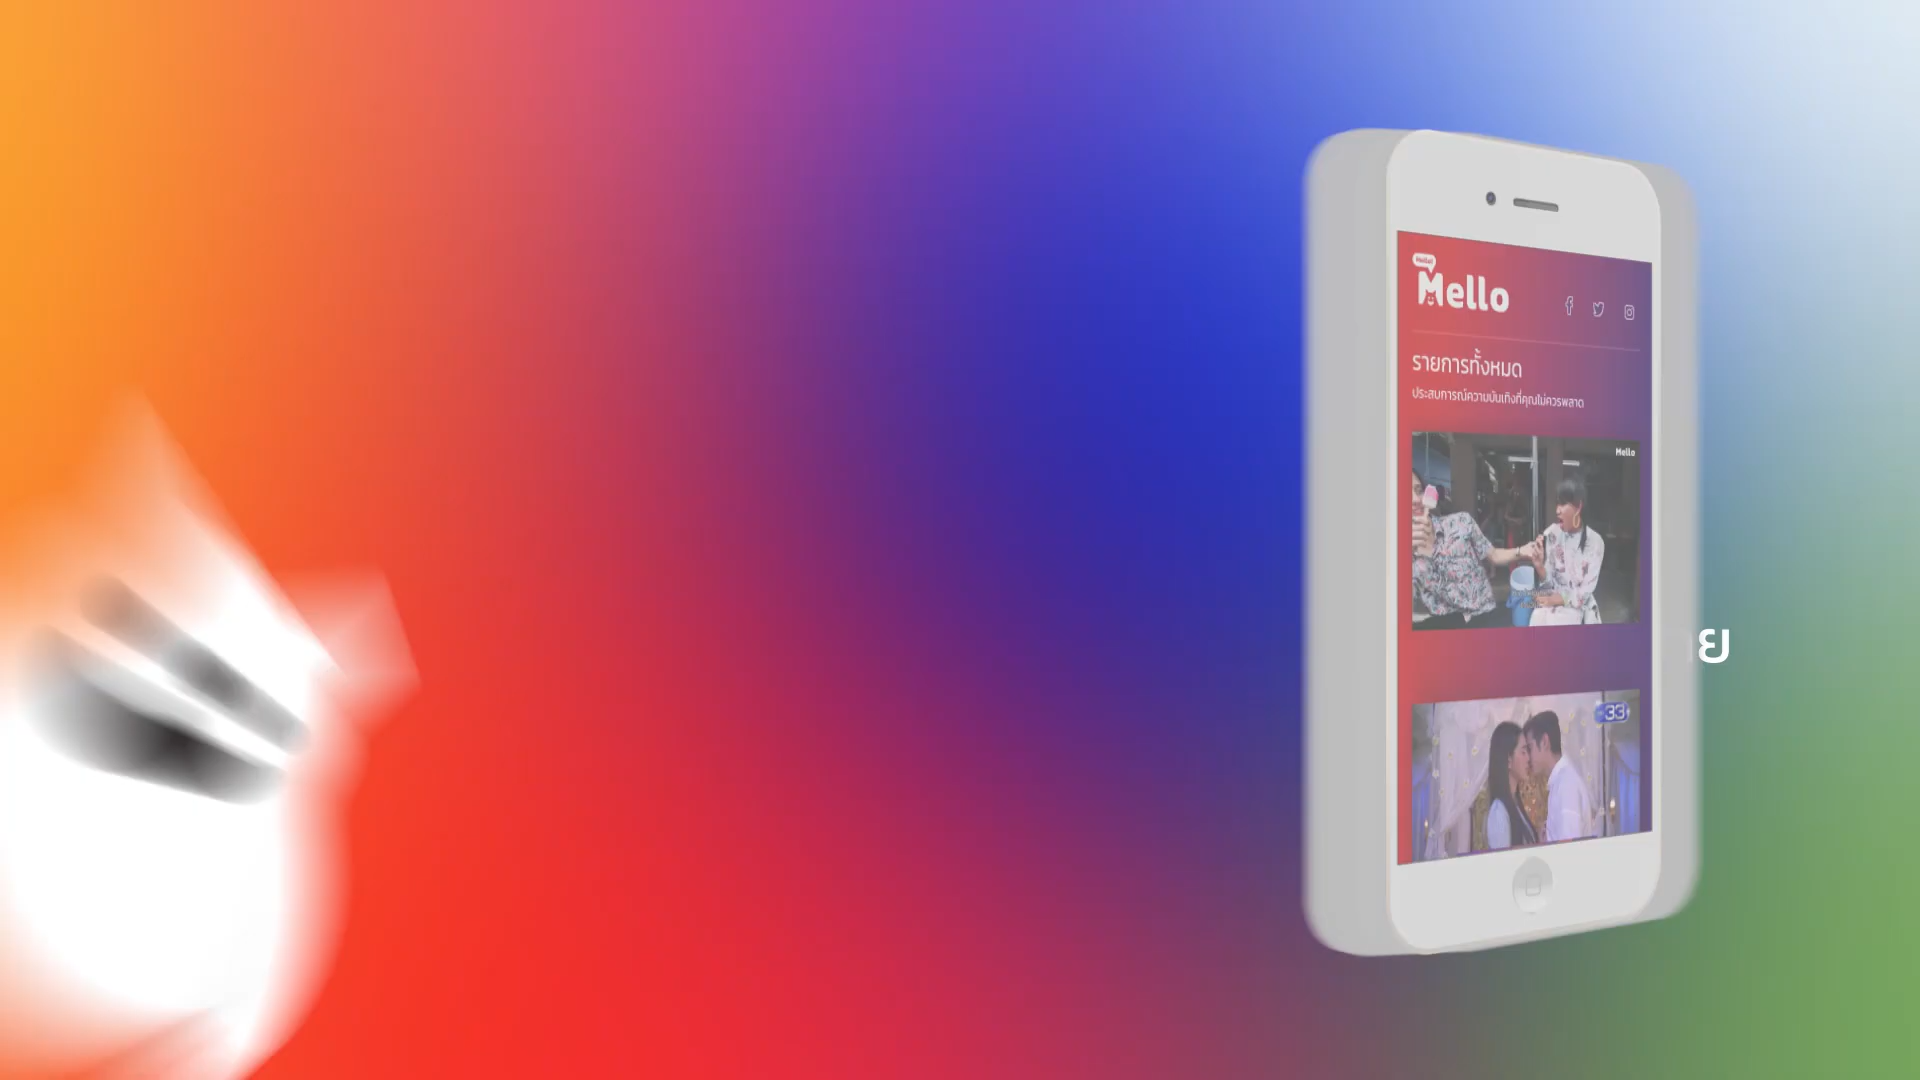 Hello!
Mello
รายการทั้งหมด
ประสบการณ์ความบันเทิงที่คุณไม่ควรพลาด
Mello
33
ย